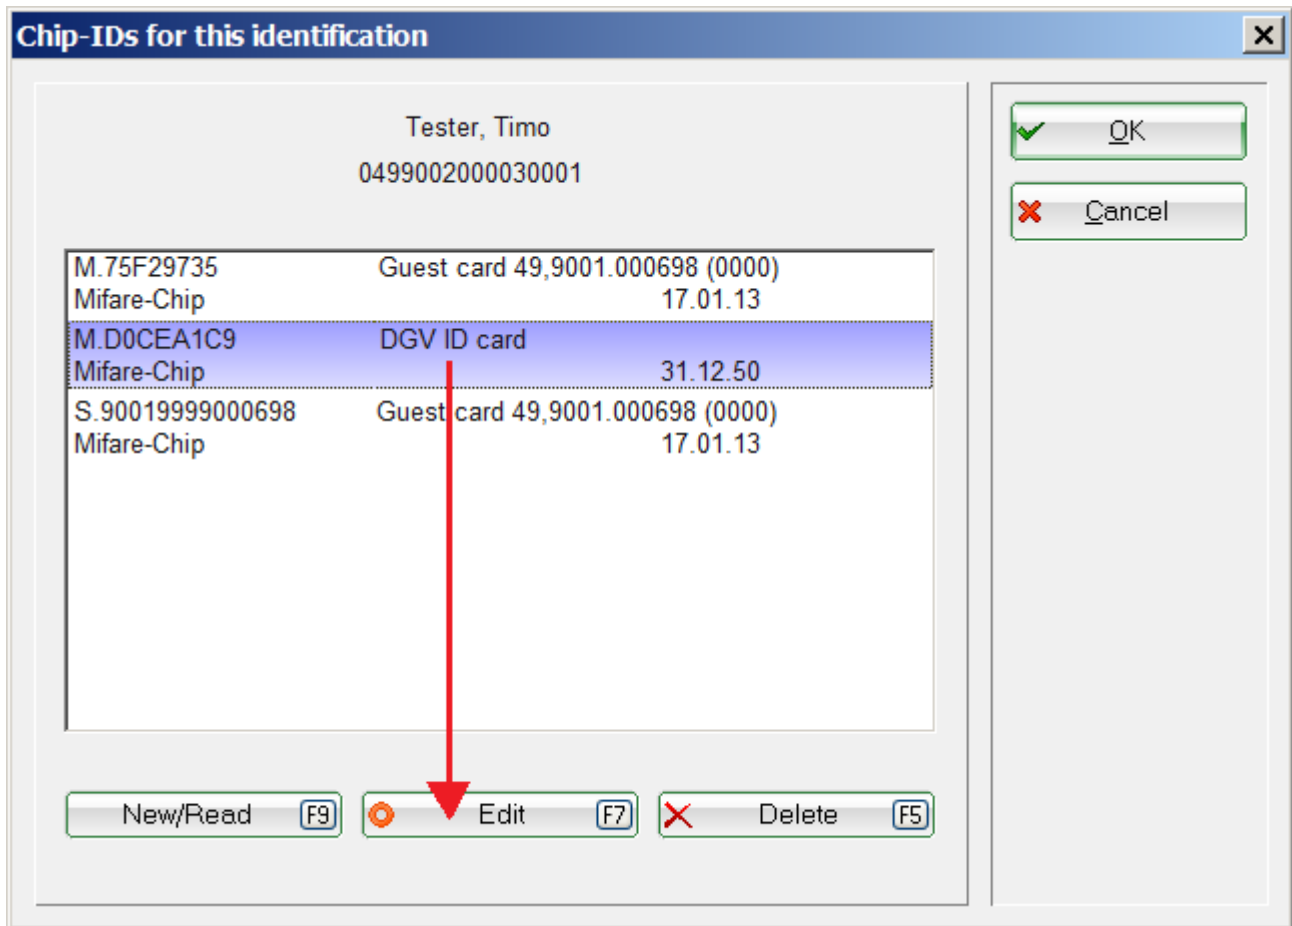 Chip-IDs for this identification
Tester, Timo
0499002000030001
OK
Cancel
M.75F29735 Guest card 49,9001.000698 (0000)
Mifare-Chip 17.01.13
M.D0CEA1C9 DGV ID card
Mifare-Chip 31.12.50
S.90019999000698 Guest card 49,9001.000698 (0000)
Mifare-Chip 17.01.13
New/Read F9 Edit F7 Delete F5